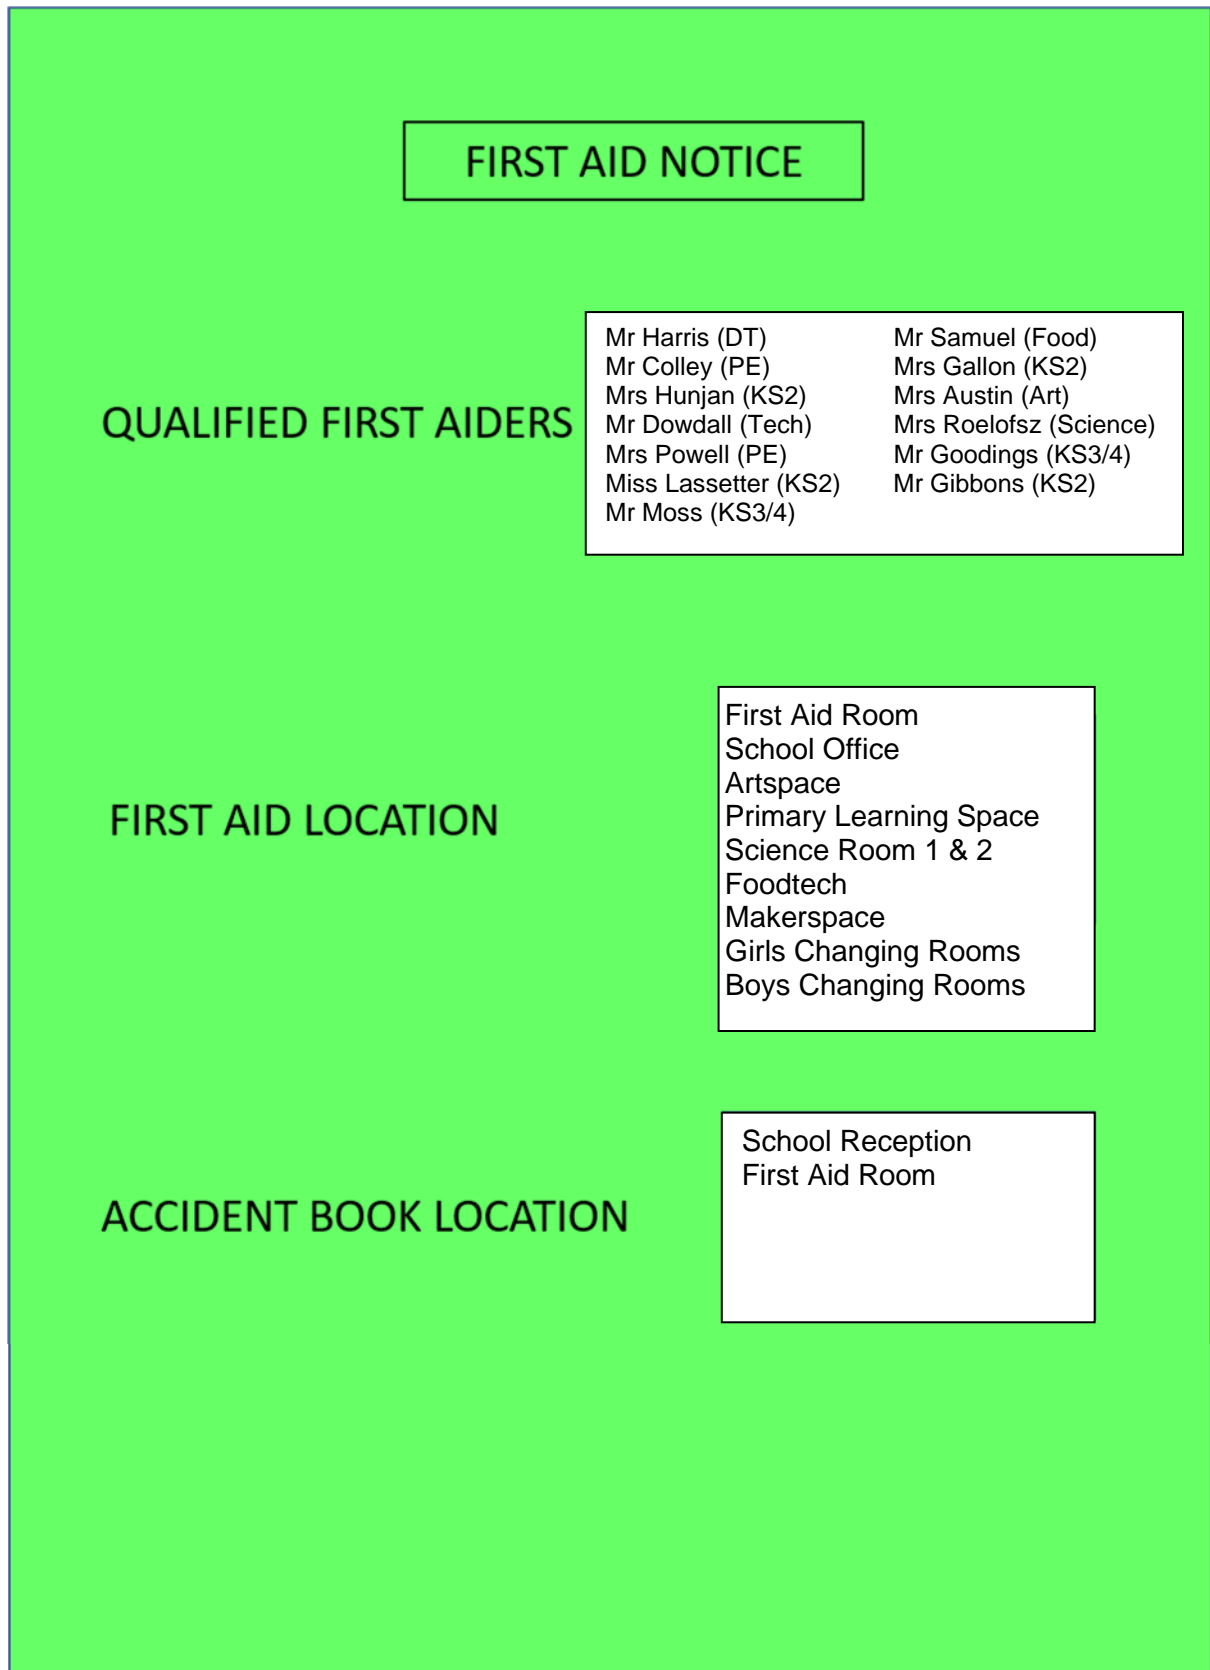 FIRST AID NOTICE
QUALIFIED FIRST AIDERS
Mr Harris (DT)
Mr Colley (PE)
Mrs Hunjan (KS2)
Mr Dowdall (Tech)
Mrs Powell (PE)
Miss Lassetter (KS2)
Mr Moss (KS3/4)
Mr Samuel (Food)
Mrs Gallon (KS2)
Mrs Austin (Art)
Mrs Roelofsz (Science)
Mr Goodings (KS3/4)
Mr Gibbons (KS2)
FIRST AID LOCATION
First Aid Room
School Office
Artspace
Primary Learning Space
Science Room 1 & 2
Foodtech
Makerspace
Girls Changing Rooms
Boys Changing Rooms
ACCIDENT BOOK LOCATION
School Reception
First Aid Room